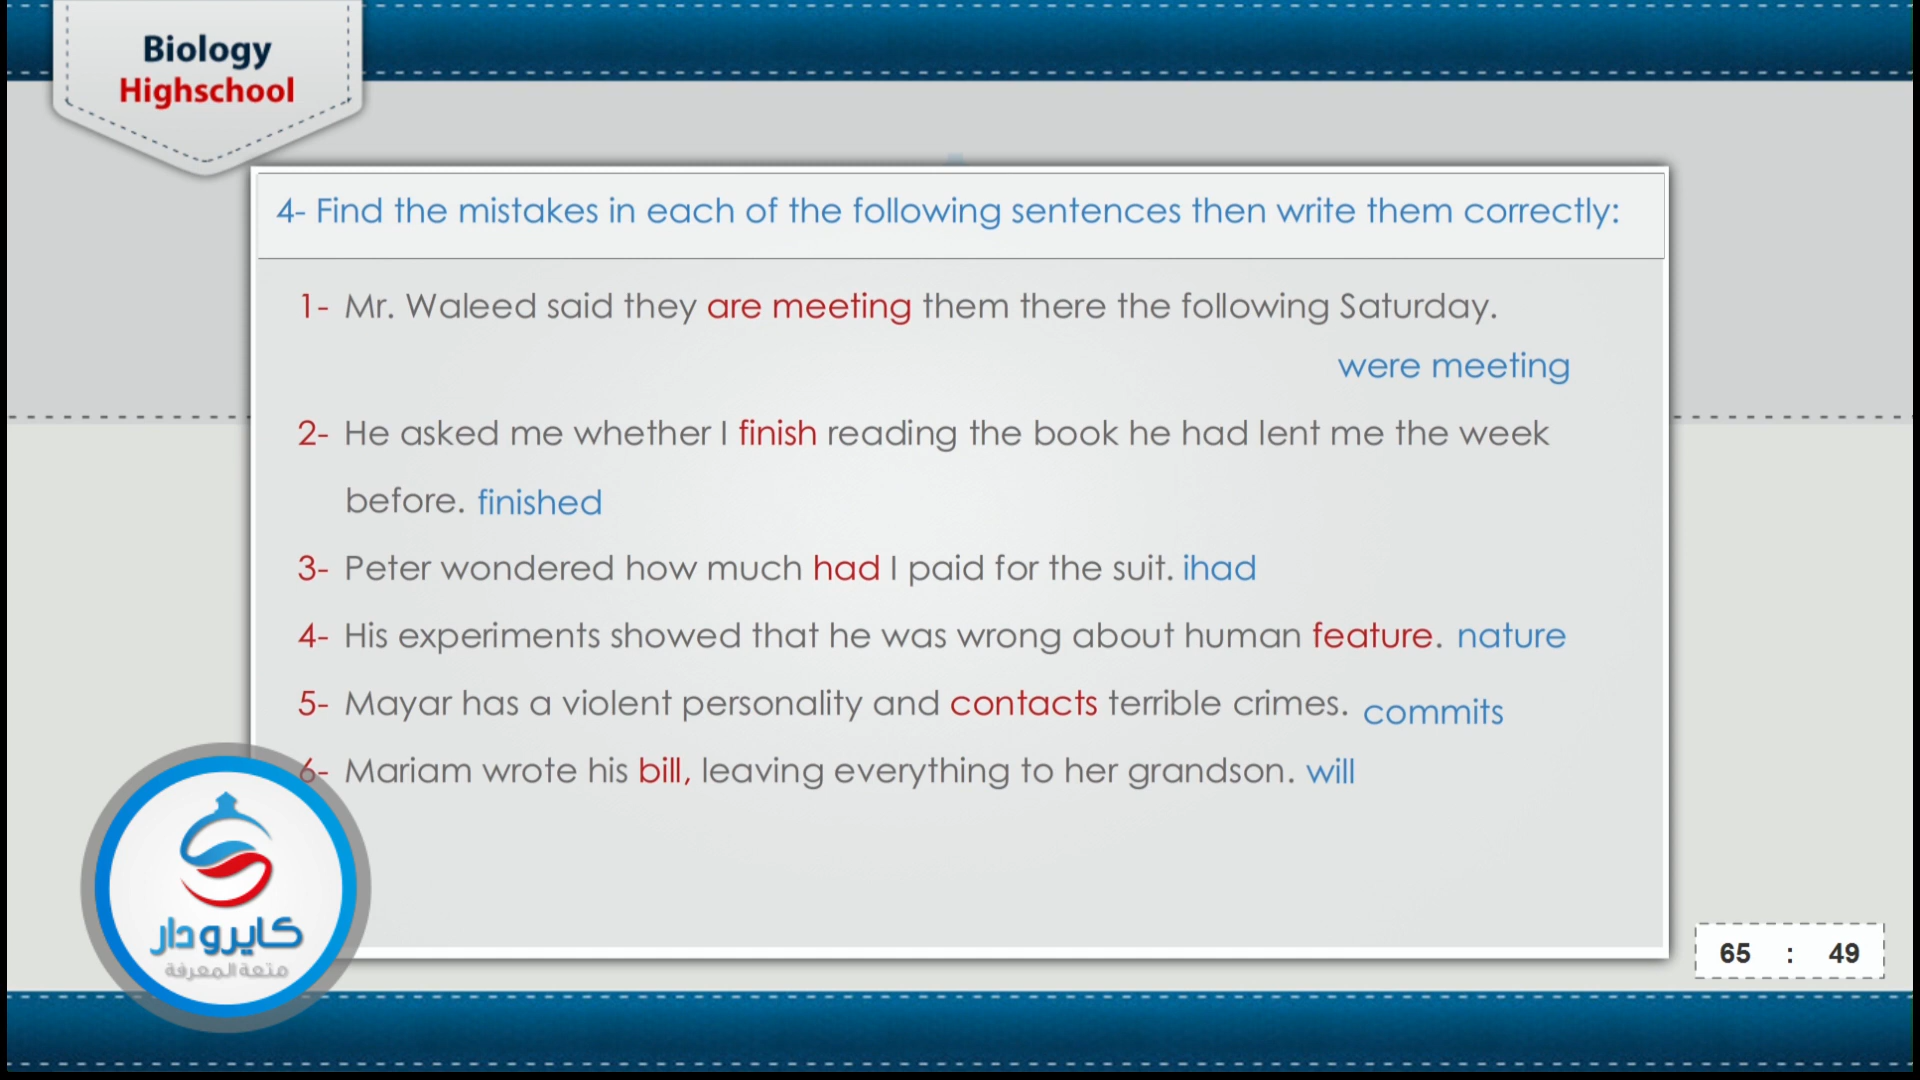 Biology
Highschool
4- Find the mistakes in each of the following sentences then write them correctly:
1- Mr. Waleed said they are meeting them there the following Saturday.
were meeting
2- He asked me whether I finish reading the book he had lent me the week
before. finished
3- Peter wondered how much had I paid for the suit. ihad
4- His experiments showed that he was wrong about human feature. nature
5- Mayar has a violent personality and contacts terrible crimes. commits
6- Mariam wrote his bill, leaving everything to her grandson. will
كايرودار
متعة المعرفة
65 : 49